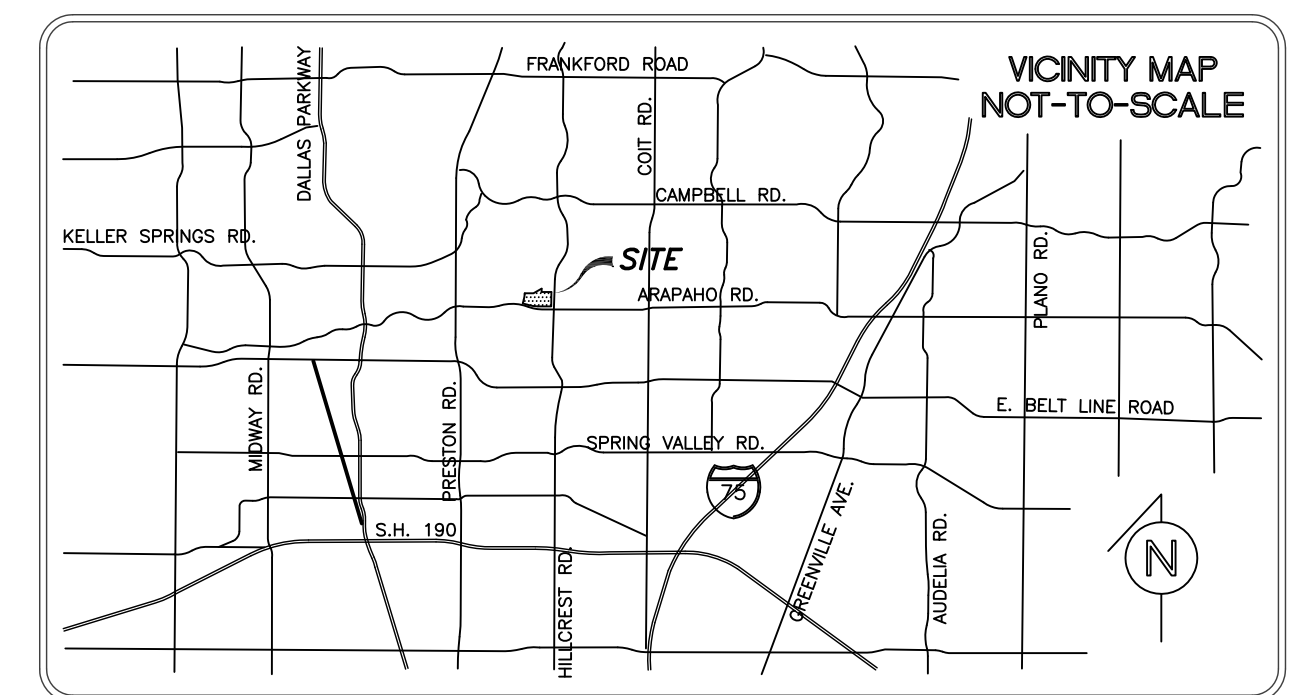 FRANKFORD ROAD
VICINITY MAP
NOT-TO-SCALE
DALLAS PARKWAY
COIT RD.
CAMPBELL RD.
KELLER SPRINGS RD.
SITE
ARAPAHO RD.
PLANO RD.
MIDWAY RD.
PRESTON RD.
E. BELT LINE ROAD
SPRING VALLEY RD.
75
S.H. 190
GREENVILLE AVE.
AUDELIA RD.
HILLCREST RD.
N